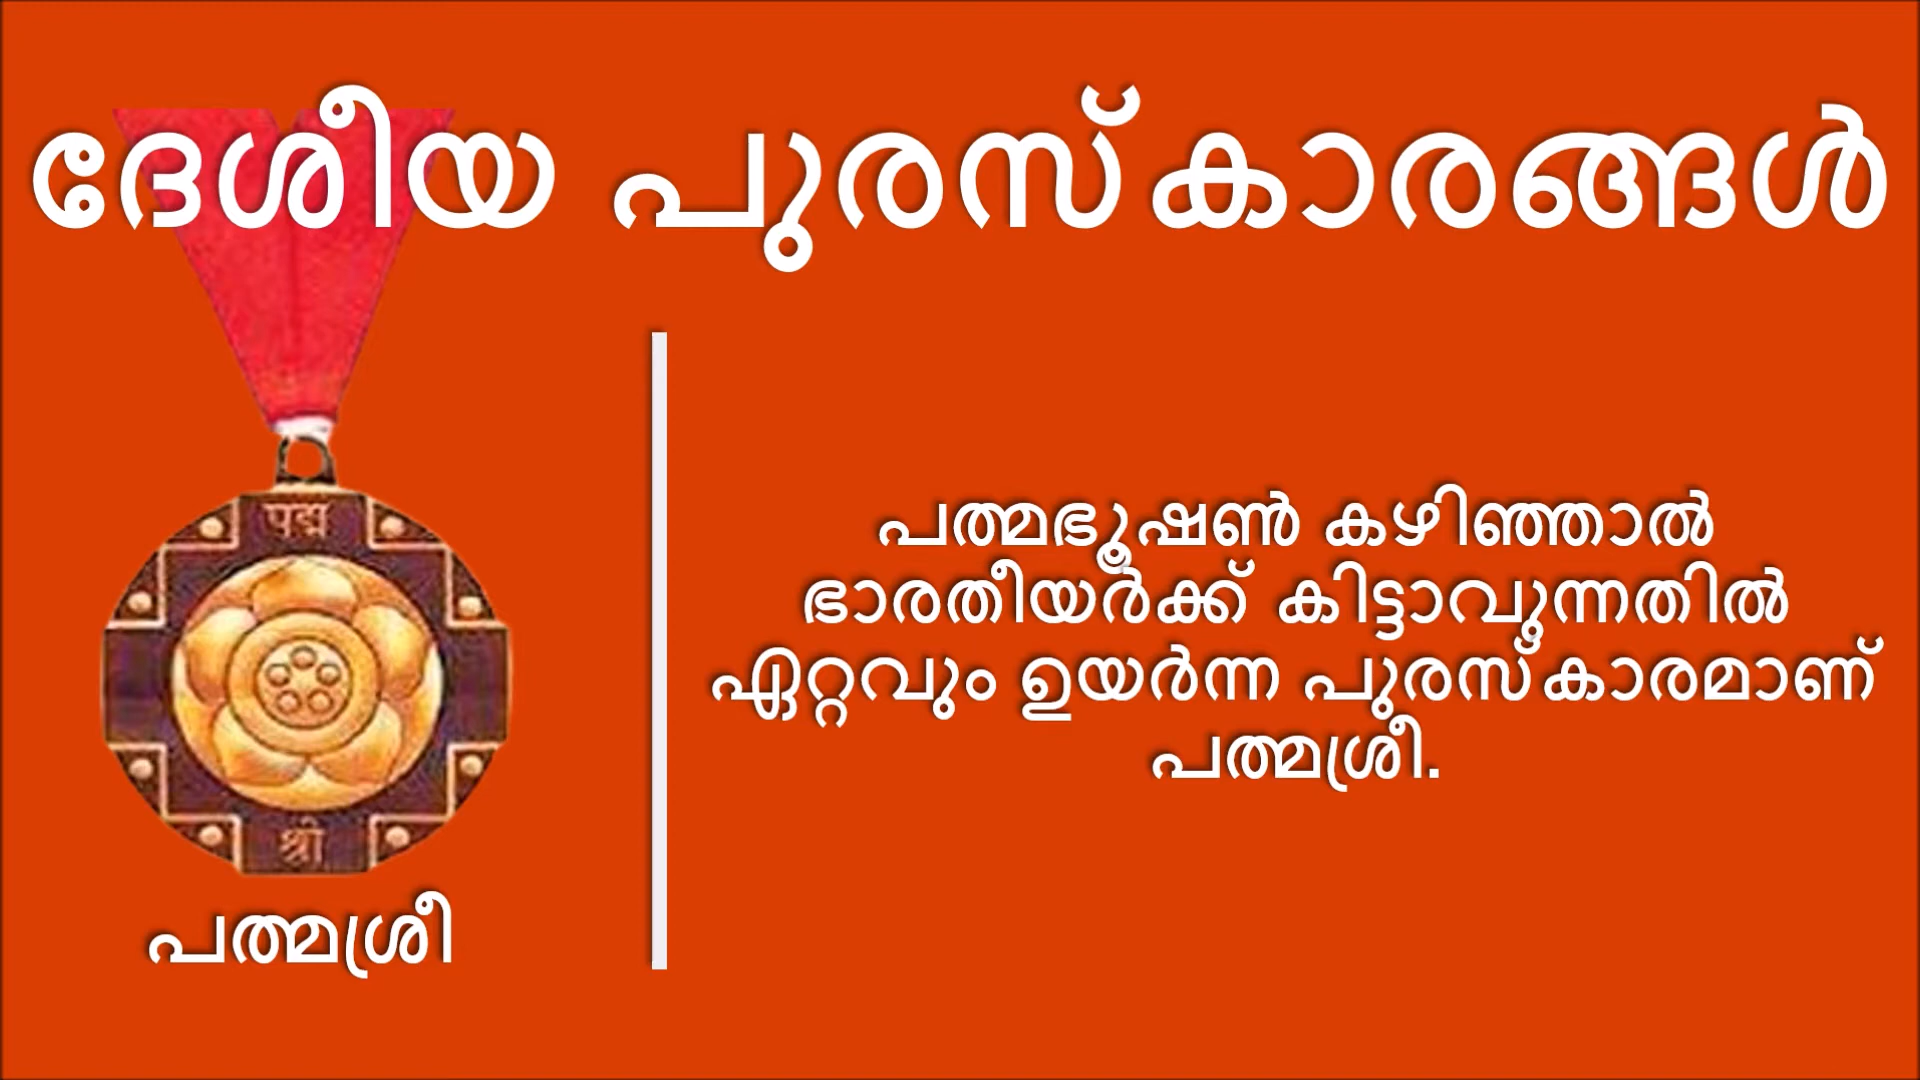 ദേശീയ പുരസ്കാരങ്ങൾ
पद्म
श्री
പത്മശ്രീ
പത്മഭൂഷൺ കഴിഞ്ഞാൽ
ഭാരതീയർക്ക് കിട്ടാവുന്നതിൽ
ഏറ്റവും ഉയർന്ന പുരസ്കാരമാണ്
പത്മശ്രീ.